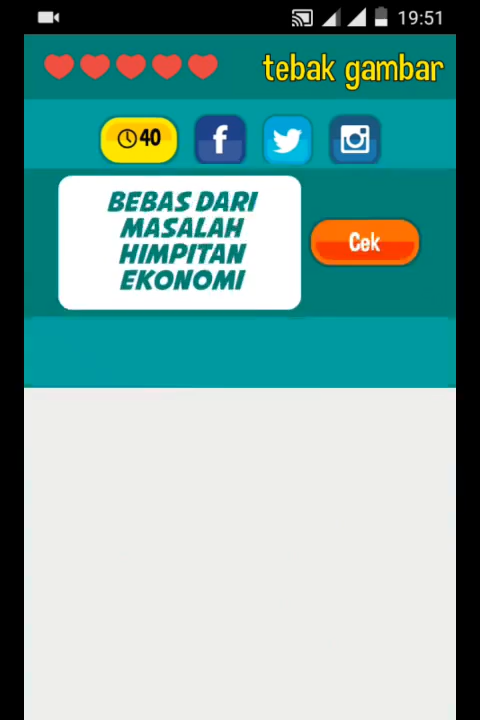 19:51
tebak gambar
40
BEBAS DARI
MASALAH
HIMPITAN
EKONOMI
Cek